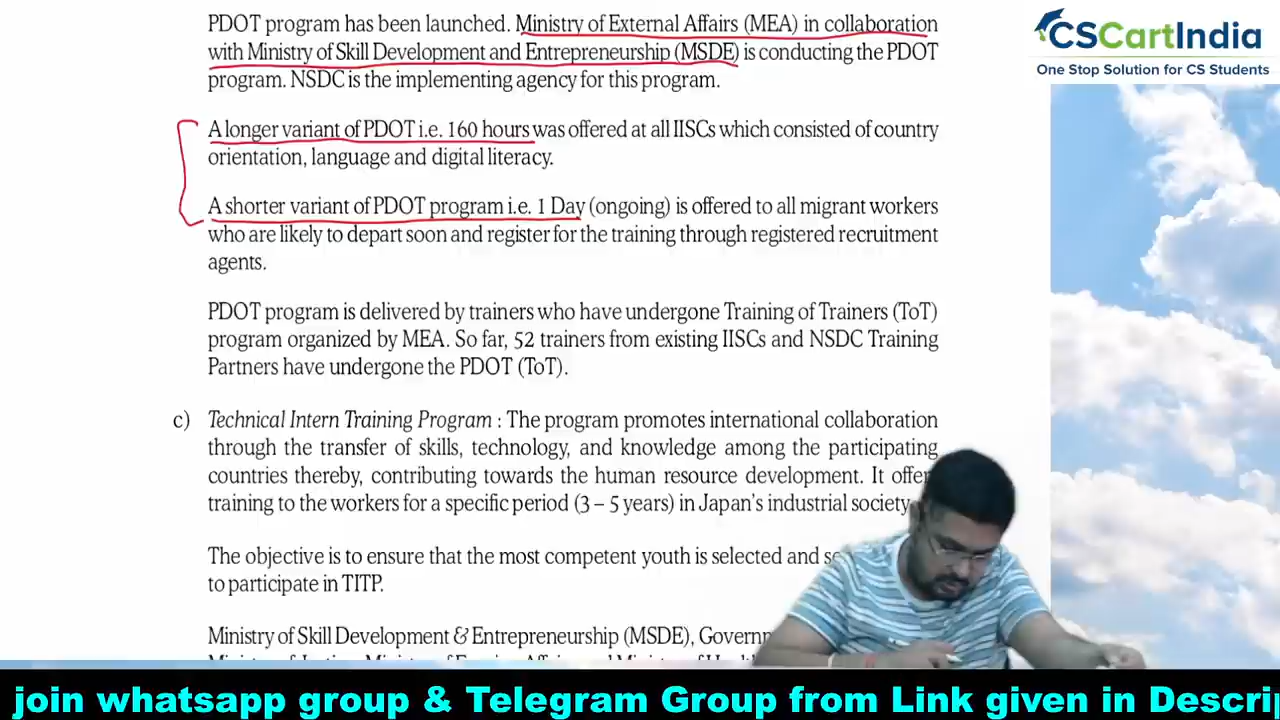 PDOT program has been launched. Ministry of External Affairs (MEA) in collaboration
with Ministry of Skill Development and Entrepreneurship (MSDE) is conducting the PDOT
program. NSDC is the implementing agency for this program.
A longer variant of PDOT i.e. 160 hours was offered at all IISCs which consisted of country
orientation, language and digital literacy.
A shorter variant of PDOT program i.e. 1 Day (ongoing) is offered to all migrant workers
who are likely to depart soon and register for the training through registered recruitment
agents.
PDOT program is delivered by trainers who have undergone Training of Trainers (ToT)
program organized by MEA. So far, 52 trainers from existing IISCs and NSDC Training
Partners have undergone the PDOT (ToT).
c) Technical Intern Training Program : The program promotes international collaboration
through the transfer of skills, technology, and knowledge among the participating
countries thereby, contributing towards the human resource development. It offer
training to the workers for a specific period (3 – 5 years) in Japan's industrial society
The objective is to ensure that the most competent youth is selected and
to participate in TITP.
Ministry of Skill Development & Entrepreneurship (MSDE), Govern
CSCartIndia
One Stop Solution for CS Students
join whatsapp group & Telegram Group from Link given in Descrip